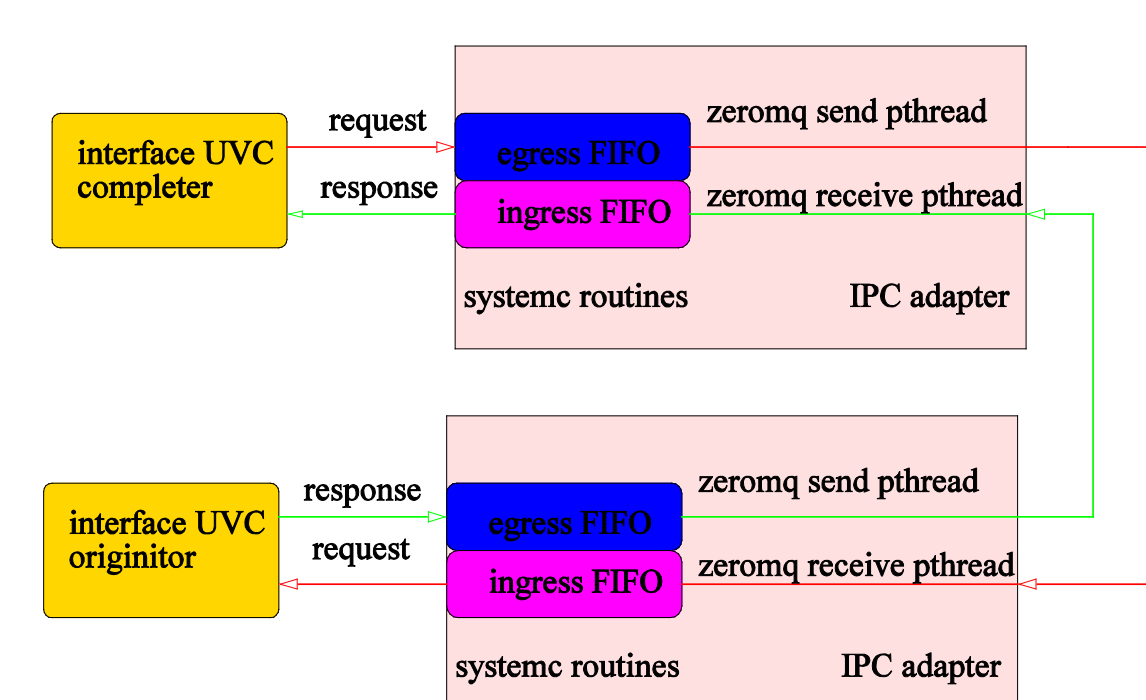 request
zeromq send pthread
interface UVC
completer
egress FIFO
response
zeromq receive pthread
ingress FIFO
systemc routines
IPC adapter
response
zeromq send pthread
interface UVC
originitor
egress FIFO
request
zeromq receive pthread
ingress FIFO
systemc routines
IPC adapter